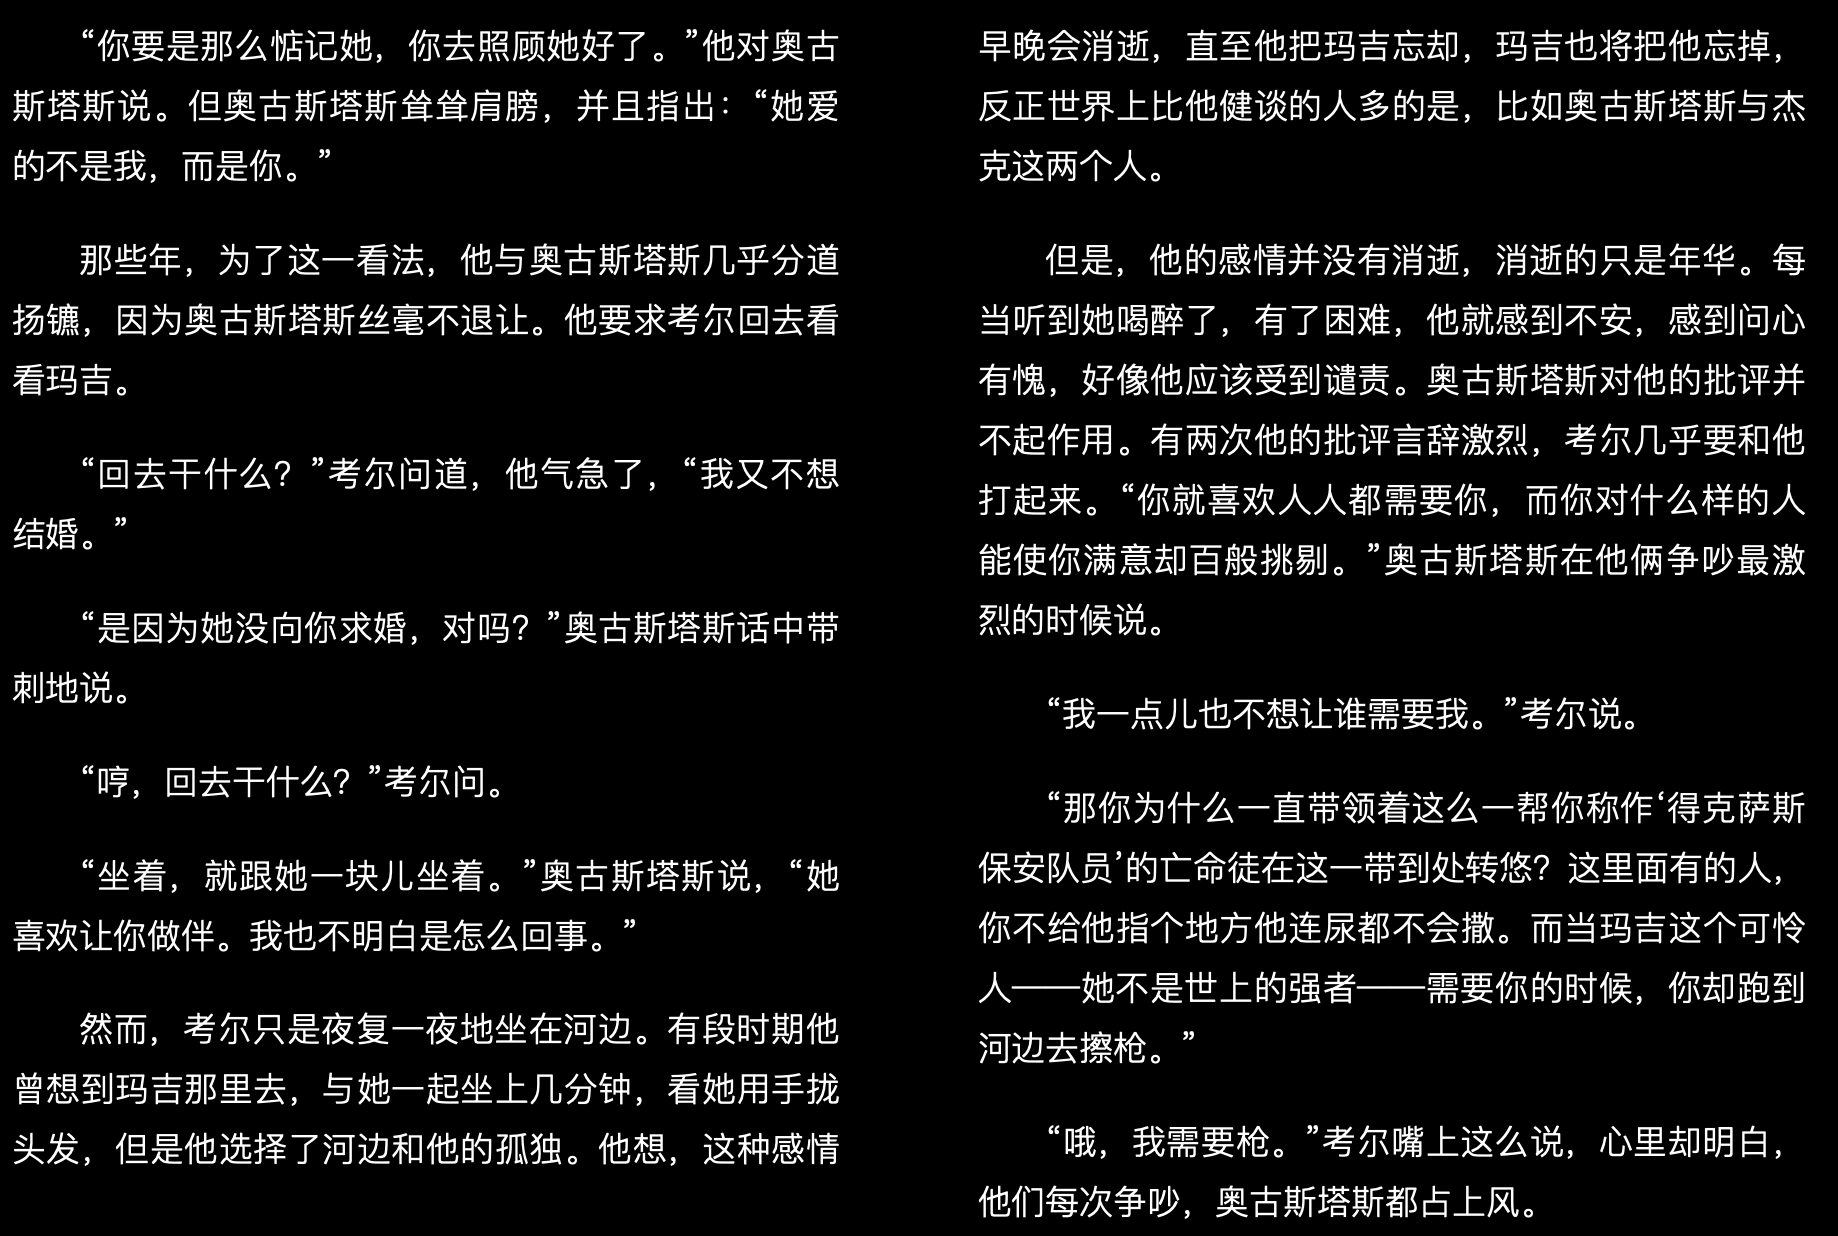 “你要是那么惦记她，你去照顾她好了。”他对奥古
斯塔斯说。但奥古斯塔斯耸耸肩膀，并且指出：“她爱
的不是我，而是你。”
那些年，为了这一看法，他与奥古斯塔斯几乎分道
扬镳，因为奥古斯塔斯丝毫不退让。他要求考尔回去看
看玛吉。
“回去干什么？”考尔问道，他气急了，“我又不想
结婚。”
“是因为她没向你求婚，对吗？”奥古斯塔斯话中带
刺地说。
“哼，回去干什么？”考尔问。
“坐着，就跟她一块儿坐着。”奥古斯塔斯说，“她
喜欢让你做伴。我也不明白是怎么回事。”
然而，考尔只是夜复一夜地坐在河边。有段时期他
曾想到玛吉那里去，与她一起坐上几分钟，看她用手拢
头发，但是他选择了河边和他的孤独。他想，这种感情
早晚会消逝，直至他把玛吉忘却，玛吉也将把他忘掉，
反正世界上比他健谈的人多的是，比如奥古斯塔斯与杰
克这两个人。
但是，他的感情并没有消逝，消逝的只是年华。每
当听到她喝醉了，有了困难，他就感到不安，感到问心
有愧，好像他应该受到谴责。奥古斯塔斯对他的批评并
不起作用。有两次他的批评言辞激烈，考尔几乎要和他
打起来。“你就喜欢人人都需要你，而你对什么样的人
能使你满意却百般挑剔。”奥古斯塔斯在他俩争吵最激
烈的时候说。
“我一点儿也不想让谁需要我。”考尔说。
“那你为什么一直带领着这么一帮你称作‘得克萨斯
保安队员’的亡命徒在这一带到处转悠？这里面有的人，
你不给他指个地方他连尿都不会撒。而当玛吉这个可怜
人——她不是世上的强者——需要你的时候，你却跑到
河边去擦枪。”
“哦，我需要枪。”考尔嘴上这么说，心里却明白，
他们每次争吵，奥古斯塔斯都占上风。